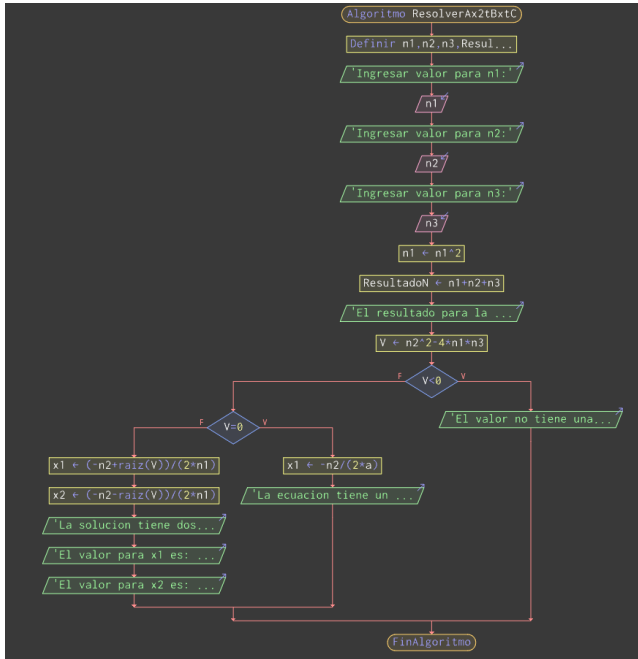 Algoritmo ResolverAx2tBxtC
Definir n1,n2,n3,Resul...
'Ingresar valor para n1:'
n1
'Ingresar valor para n2:'
n2
'Ingresar valor para n3:'
n3
n1 ← n1^2
ResultadoN ← n1+n2+n3
'El resultado para la ...
V ← n2^2-4*n1*n3
F
V<0
V
F
V=0
V
'El valor no tiene una...
x1 ← (-n2+raiz(V))/(2*n1)
x1 ← -n2/(2*a)
x2 ← (-n2-raiz(V))/(2*n1)
'La ecuacion tiene un ...
'La solucion tiene dos...
'El valor para x1 es: ...
'El valor para x2 es: ...
FinAlgoritmo